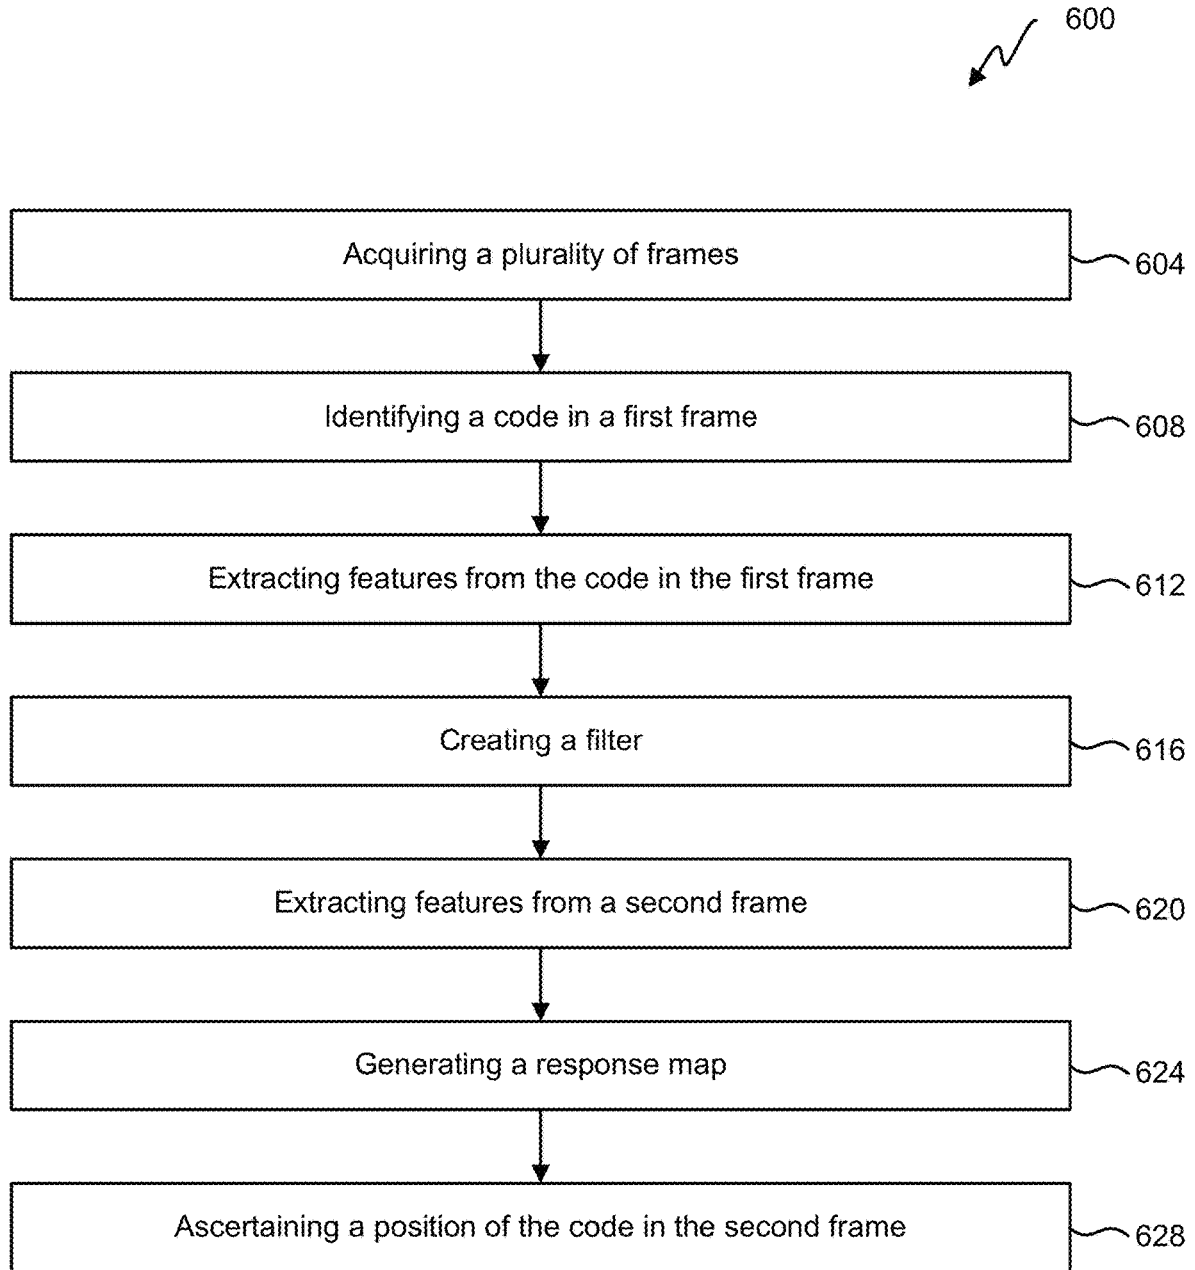 600
Acquiring a plurality of frames
604
Identifying a code in a first frame
608
Extracting features from the code in the first frame
612
Creating a filter
616
Extracting features from a second frame
620
Generating a response map
624
Ascertaining a position of the code in the second frame
628